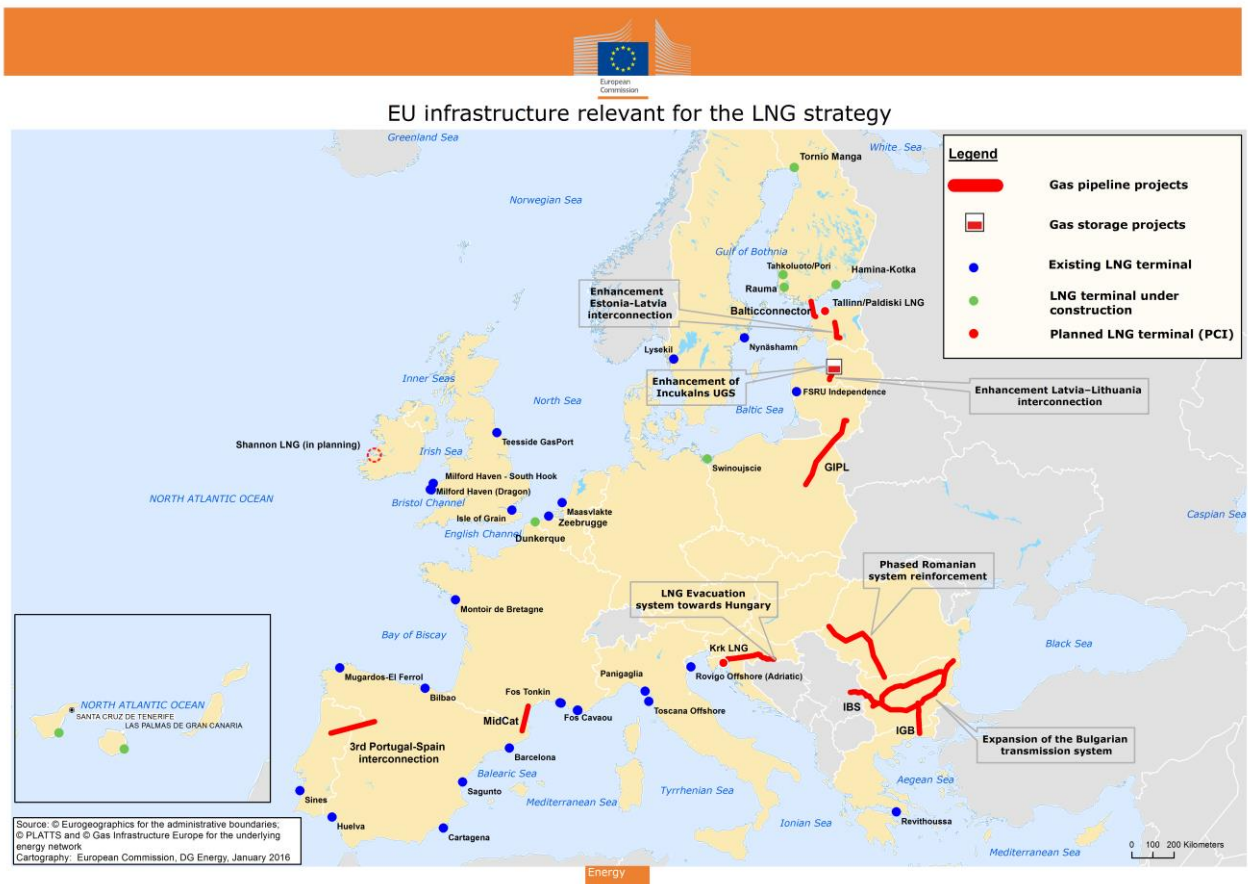 European
Commission
EU infrastructure relevant for the LNG strategy
Greenland Sea
White Sea
Norwegian Sea
Legend
Gas pipeline projects
Gas storage projects
Existing LNG terminal
LNG terminal under
construction
Planned LNG terminal (PCI)
Tornio Manga
Gulf of Bothnia
Tahkoluoto/Pori
Hamina-Kotka
Rauma
Enhancement
Estonia-Latvia
interconnection
Tallinn/Paldiski LNG
Balticconnector
Nynäshamn
Lysekil
Enhancement of
Incukalns UGS
Enhancement Latvia–Lithuania
interconnection
FSRU Independence
Baltic Sea
Inner Seas
North Sea
Teesside GasPort
Shannon LNG (in planning)
Irish Sea
Swinoujscie
GIPL
Milford Haven - South Hook
Milford Haven (Dragon)
NORTH ATLANTIC OCEAN
Bristol Channel
Isle of Grain
Maasvlakte
Zeebrugge
English Channel
Dunkerque
Caspian Sea
Phased Romanian
system reinforcement
LNG Evacuation
system towards Hungary
Montoir de Bretagne
Bay of Biscay
Black Sea
Krk LNG
Panigaglia
Rovigo Offshore (Adriatic)
Mugardos-El Ferrol
Bilbao
Fos Tonkin
Fos Cavaou
Toscana Offshore
MidCat
IBS
IGB
3rd Portugal-Spain
interconnection
Expansion of the Bulgarian
transmission system
Barcelona
Balearic Sea
Sagunto
Mediterranean Sea
Tyrrhenian Sea
Aegean Sea
Sines
Huelva
Cartagena
Ionian Sea
Revithoussa
Mediterranean Sea
0 100 200 Kilometers
NORTH ATLANTIC OCEAN
SANTA CRUZ DE TENERIFE
LAS PALMAS DE GRAN CANARIA
Source: © Eurogeographics for the administrative boundaries;
© PLATTS and © Gas Infrastructure Europe for the underlying
energy network
Cartography: European Commission, DG Energy, January 2016
Energy